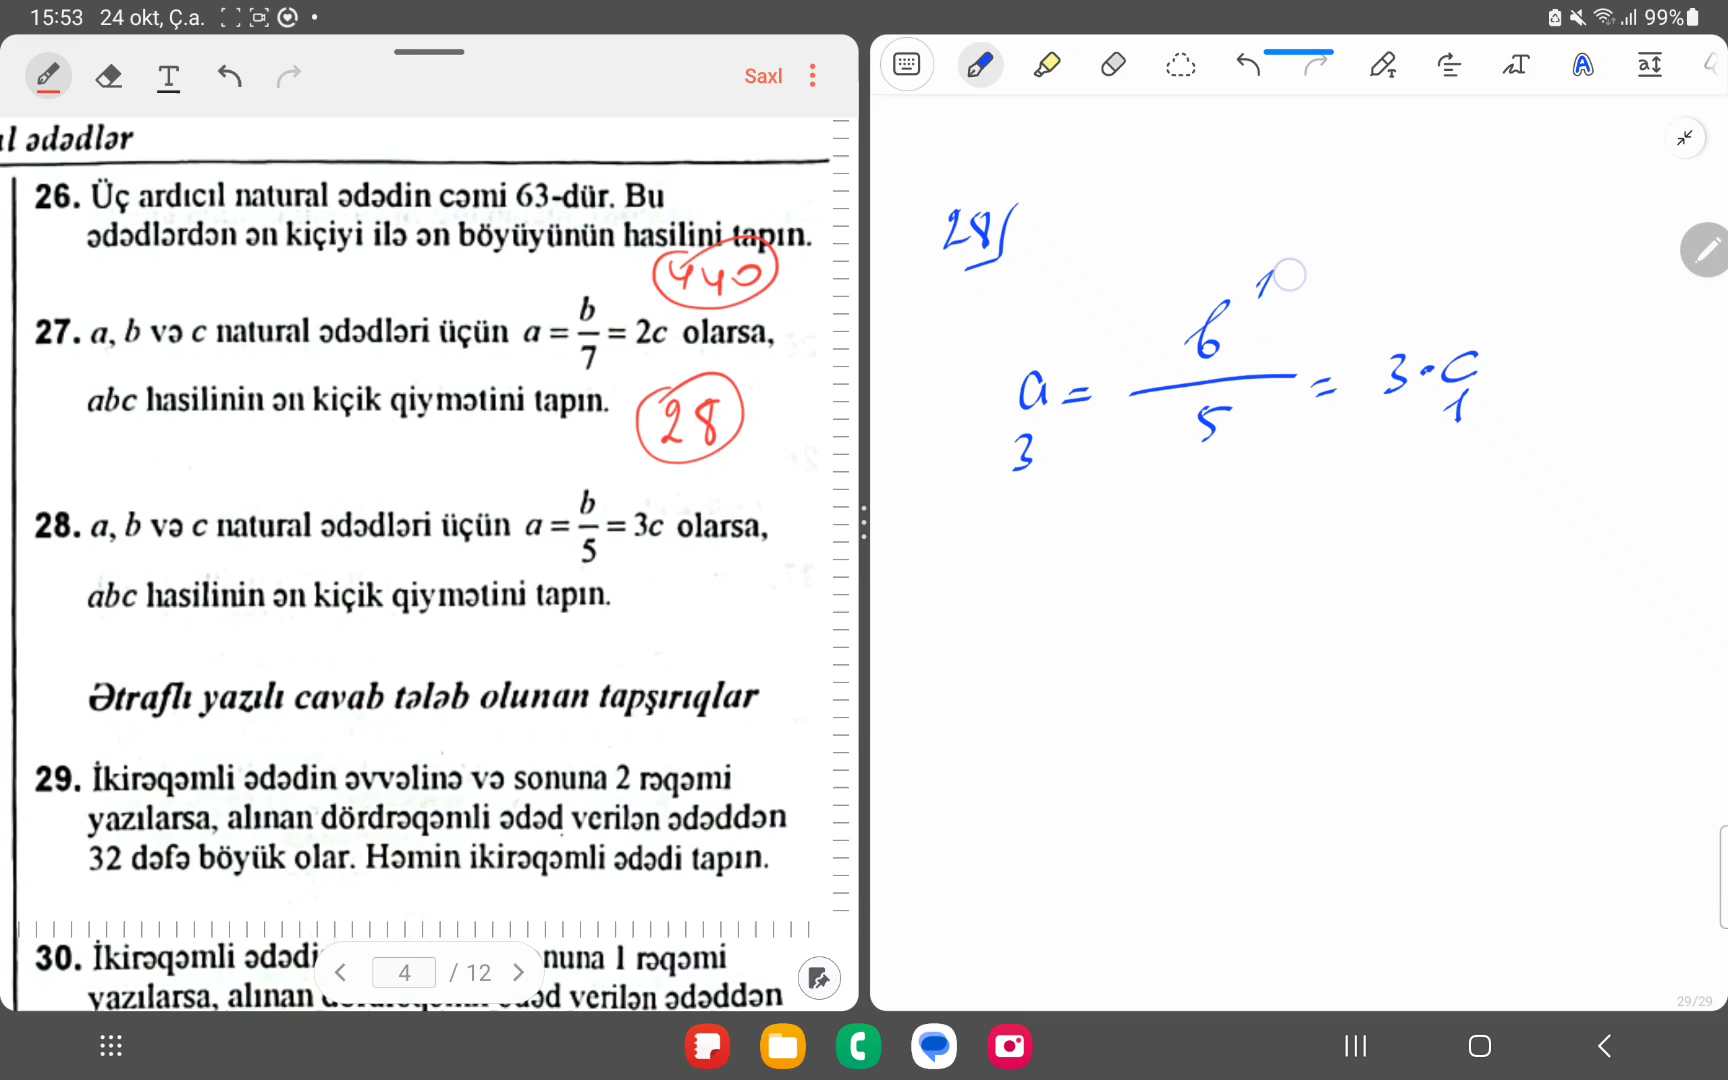 15:53 24 okt, Ç.a. 99%
Saxl
ədədlər
26. Üç ardıcıl natural ədədin cəmi 63-dür. Bu
ədədlərdən ən kiçiyi ilə ən böyüyünün hasilini tapın.
440
27. a, b və c natural ədədləri üçün a = b/7 = 2c olarsa,
abc hasilinin ən kiçik qiymətini tapın.
28
28. a, b və c natural ədədləri üçün a = b/5 = 3c olarsa,
abc hasilinin ən kiçik qiymətini tapın.
Ətraflı yazılı cavab tələb olunan tapşırıqlar
29. İkirəqəmli ədədin əvvəlinə və sonuna 2 rəqəmi
yazılarsa, alınan dördrəqəmli ədəd verilən ədəddən
32 dəfə böyük olar. Həmin ikirəqəmli ədədi tapın.
30. İkirəqəmli 1 rəqəmi
yazılarsa, alınan verilən ədəddən
4 / 12
28
1
a = b/5 = 3 · c
3 1
29/29